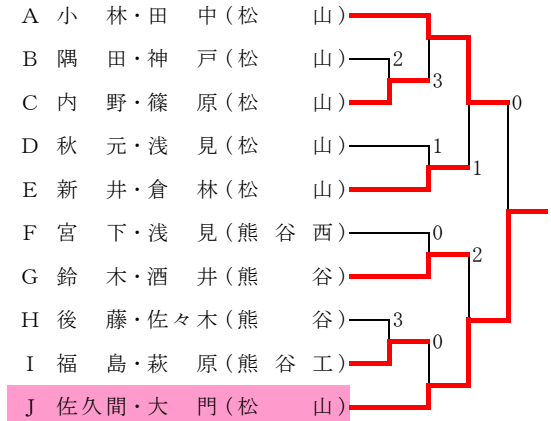 A 小 林・田 中(松 山)
B 隅 田・神 戸(松 山) 2
3
C 内 野・篠 原(松 山) 0
D 秋 元・浅 見(松 山) 1
1
E 新 井・倉 林(松 山)
F 宮 下・浅 見(熊 谷 西) 0
2
G 鈴 木・酒 井(熊 谷)
H 後 藤・佐々木(熊 谷) 3
0
I 福 島・萩 原(熊 谷 工)
J 佐久間・大 門(松 山)